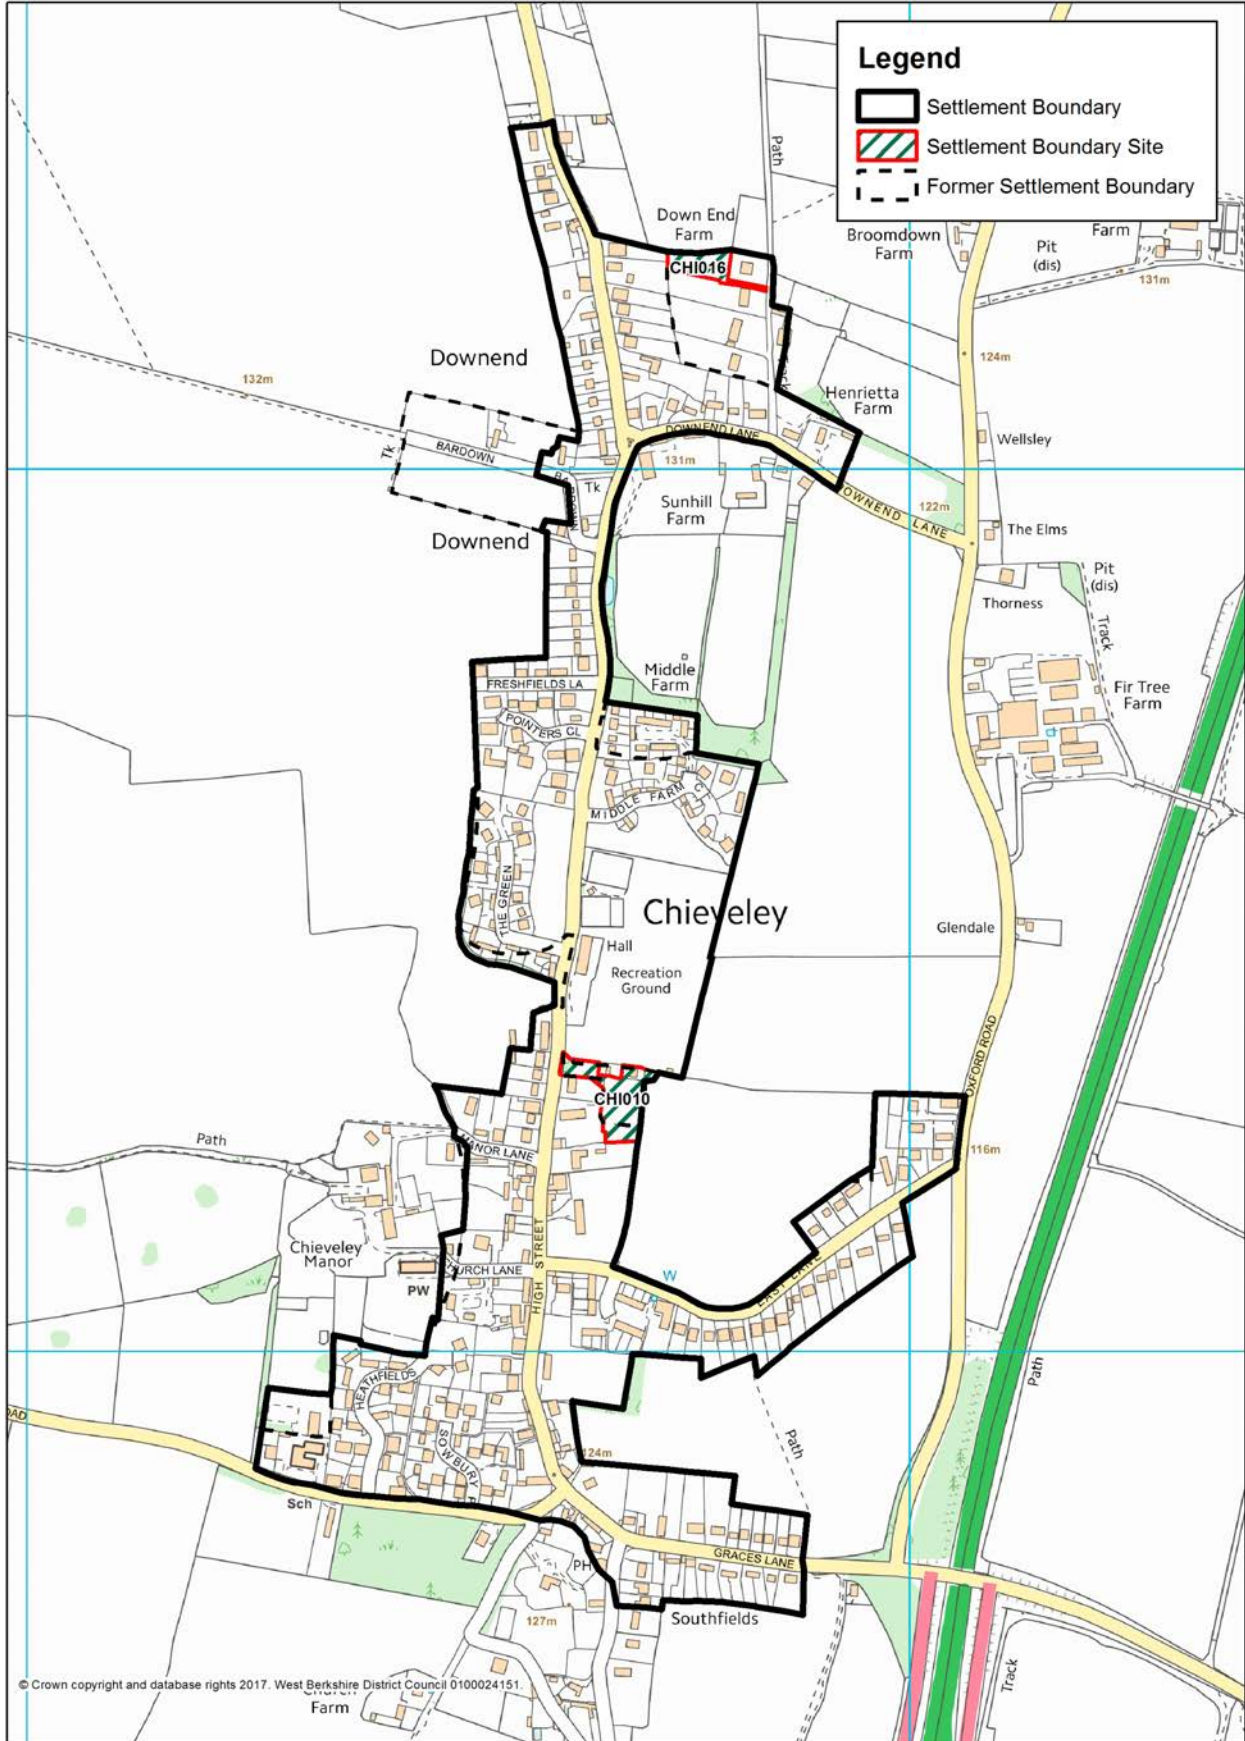 Legend
Settlement Boundary
Settlement Boundary Site
Former Settlement Boundary
Path
Down End
Farm
CHI016
Broomdown
Farm
Farm
Pit
(dis)
131m
Downend
132m
124m
Track
Henrietta
Farm
DOWNEND LANE
Wellsley
BARDOWN
Tk
131m
BARDOWN
Tk
Sunhill
Farm
OWNEND LANE
122m
The Elms
Downend
Pit
(dis)
Thorness
Track
Middle
Farm
FRESHFIELDS LA
Fir Tree
Farm
POINTERS CL
MIDDLE FARM C
THE GREEN
Chieveley
Glendale
Hall
Recreation
Ground
OXFORD ROAD
CHI010
Path
MANOR LANE
116m
Chieveley
Manor
HIGH STREET
CHURCH LANE
PW
W
EAST LANE
Path
HEATHFIELDS
OAD
SOWBURY P
124m
Path
Sch
PH
GRACES LANE
127m
Southfields
Track
© Crown copyright and database rights 2017. West Berkshire District Council 0100024151.
Church
Farm